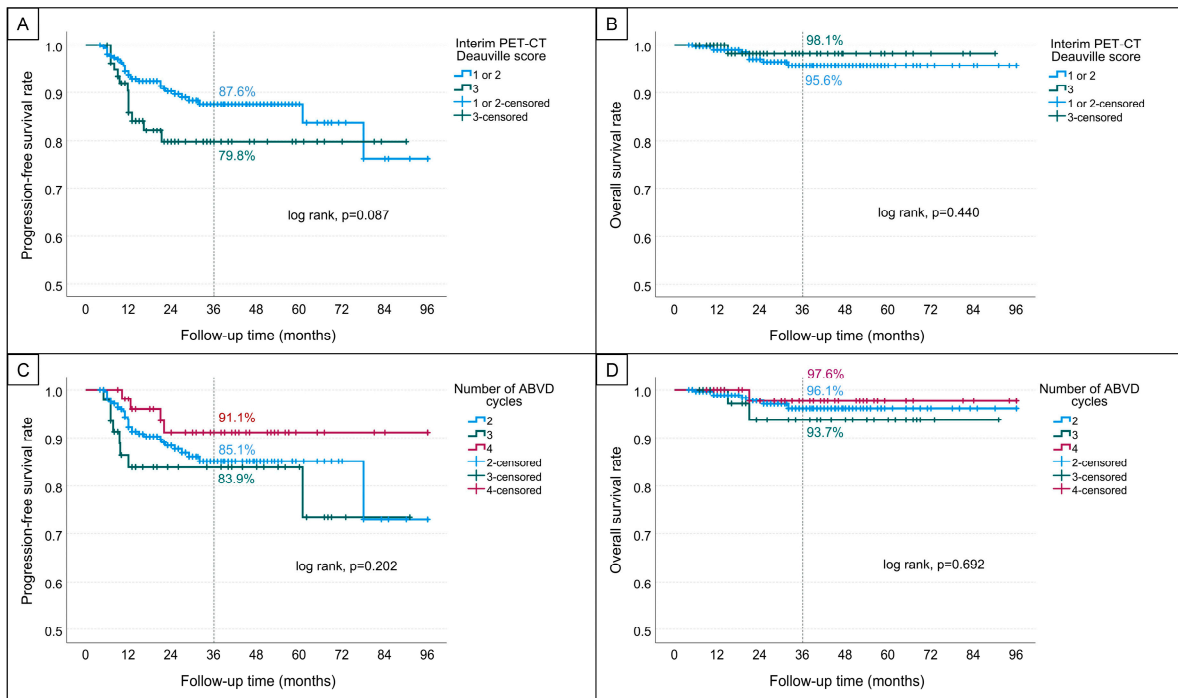 A
Progression-free survival rate
1.0
0.9
0.8
0.7
0.6
0.5
87.6%
79.8%
log rank, p=0.087
Interim PET-CT
Deauville score
1 or 2
3
1 or 2-censored
3-censored
0 12 24 36 48 60 72 84 96
Follow-up time (months)
B
Overall survival rate
1.0
0.9
0.8
0.7
0.6
0.5
98.1%
95.6%
log rank, p=0.440
Interim PET-CT
Deauville score
1 or 2
3
1 or 2-censored
3-censored
0 12 24 36 48 60 72 84 96
Follow-up time (months)
C
Progression-free survival rate
1.0
0.9
0.8
0.7
0.6
0.5
91.1%
85.1%
83.9%
log rank, p=0.202
Number of ABVD
cycles
2
3
4
2-censored
3-censored
4-censored
0 12 24 36 48 60 72 84 96
Follow-up time (months)
D
Overall survival rate
1.0
0.9
0.8
0.7
0.6
0.5
97.6%
96.1%
93.7%
log rank, p=0.692
Number of ABVD
cycles
2
3
4
2-censored
3-censored
4-censored
0 12 24 36 48 60 72 84 96
Follow-up time (months)